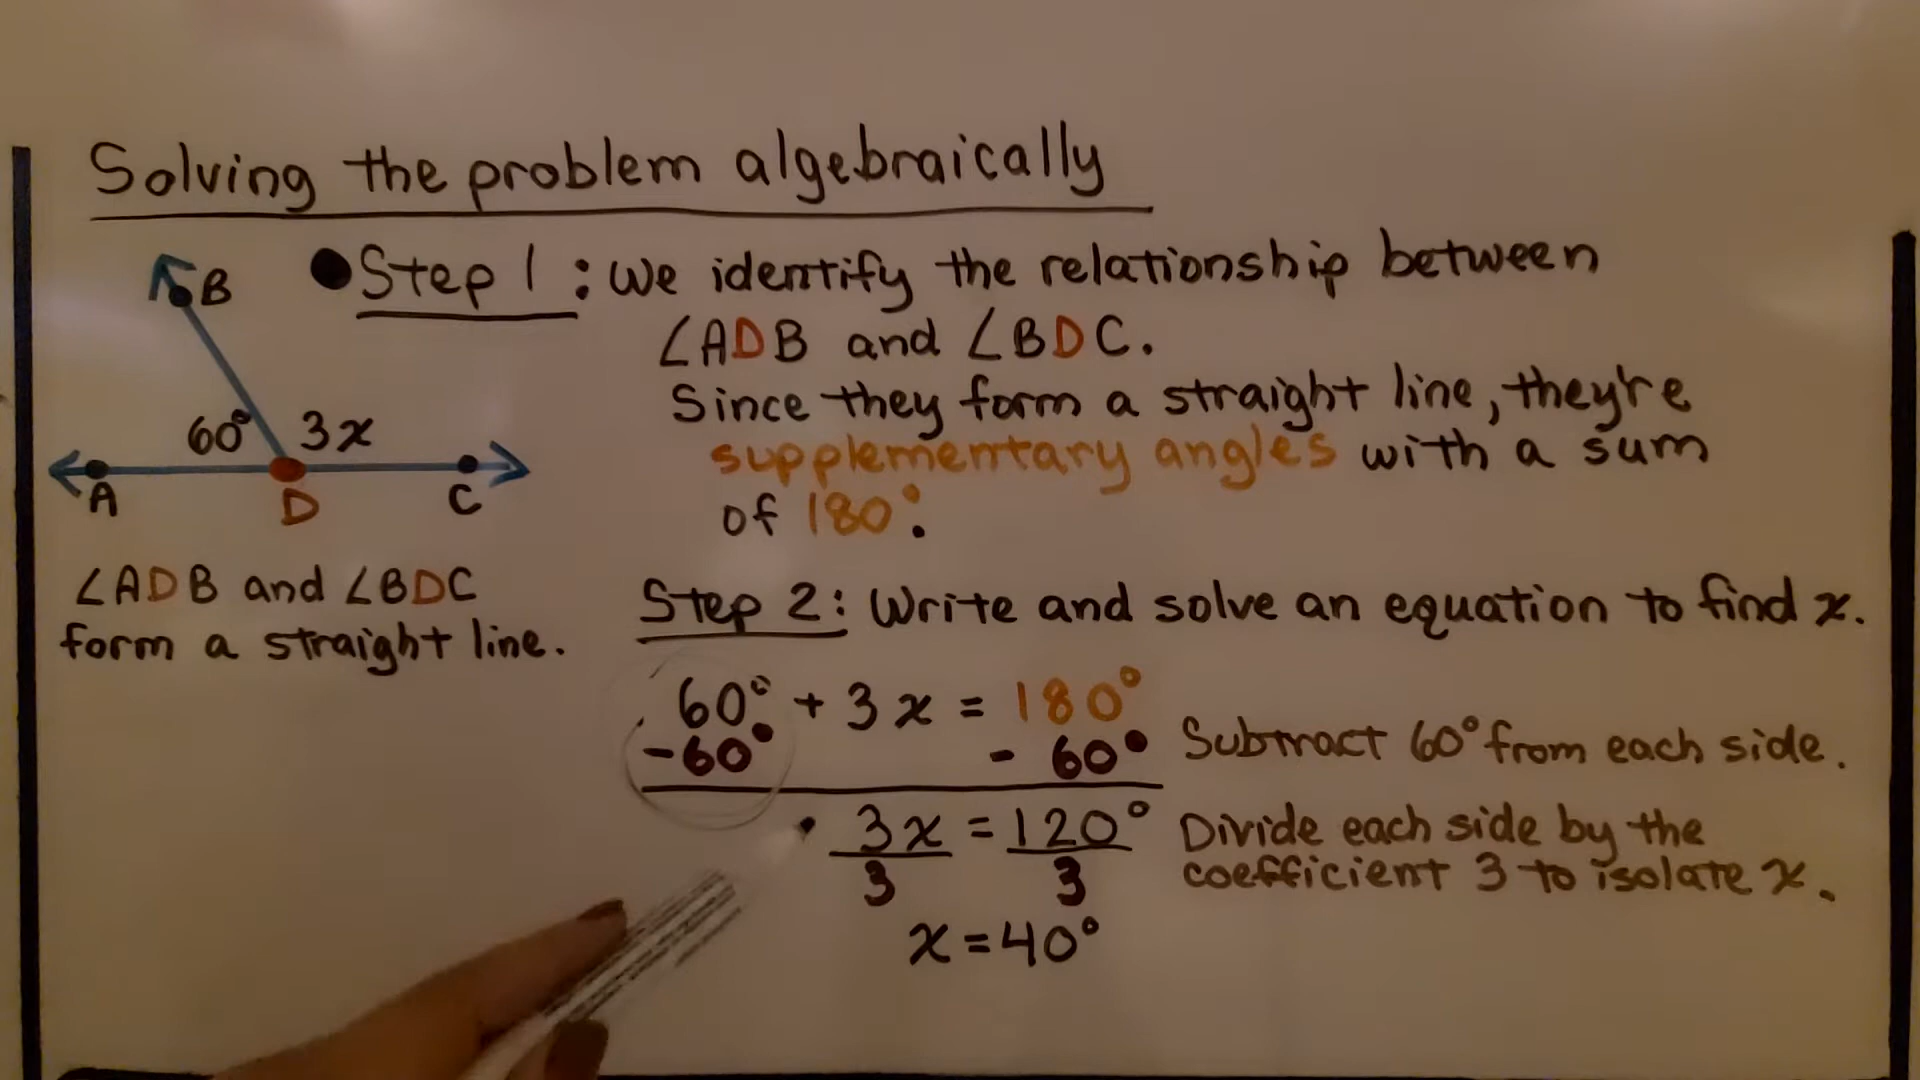 Solving the problem algebraically
B
60° 3x
A D C
∠ADB and ∠BDC
form a straight line.
Step 1: We identify the relationship between
∠ADB and ∠BDC.
Since they form a straight line, they're
supplementary angles with a sum
of 180°.
Step 2: Write and solve an equation to find x.
60° + 3x = 180°
-60° - 60° Subtract 60° from each side.
3x = 120° Divide each side by the
3 3 coefficient 3 to isolate x.
x = 40°